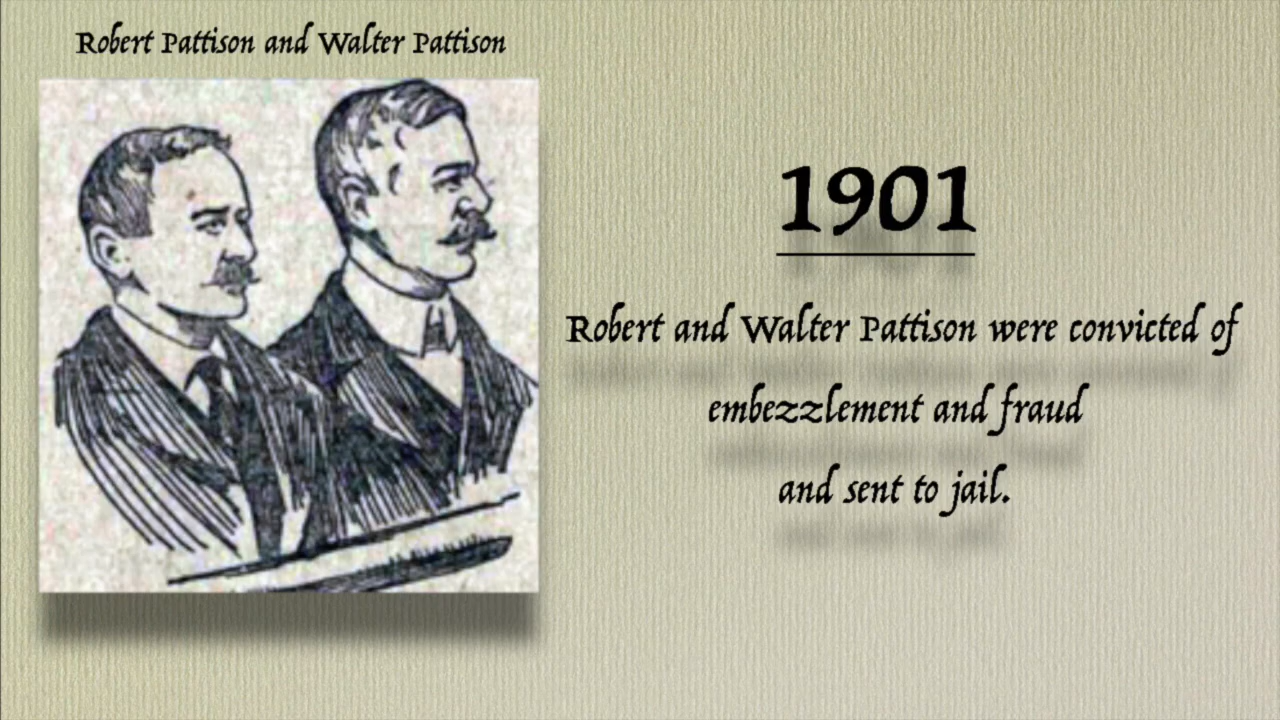 Robert Pattison and Walter Pattison
1901
Robert and Walter Pattison were convicted of
embezzlement and fraud
and sent to jail.